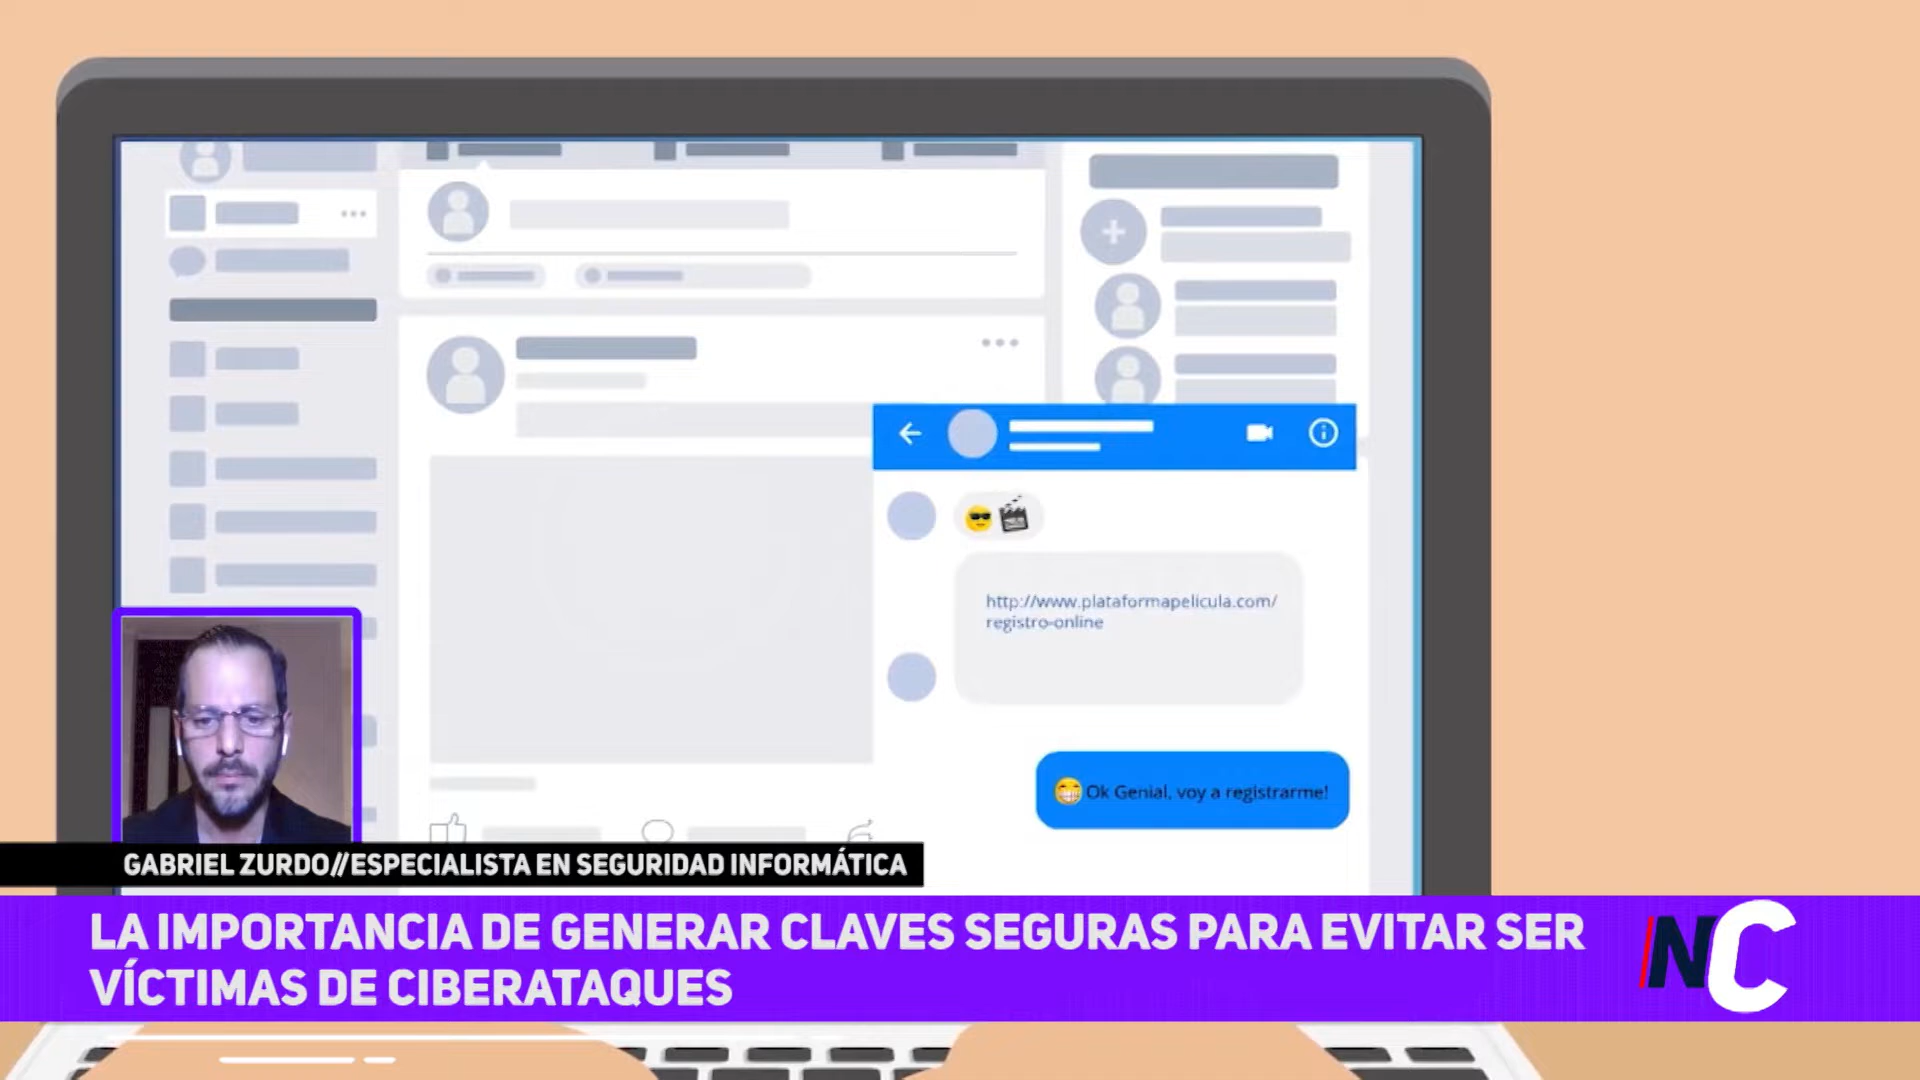 http://www.plataformapelicula.com/
registro-online
Ok Genial, voy a registrarme!
GABRIEL ZURDO//ESPECIALISTA EN SEGURIDAD INFORMÁTICA
LA IMPORTANCIA DE GENERAR CLAVES SEGURAS PARA EVITAR SER
VÍCTIMAS DE CIBERATAQUES
NC